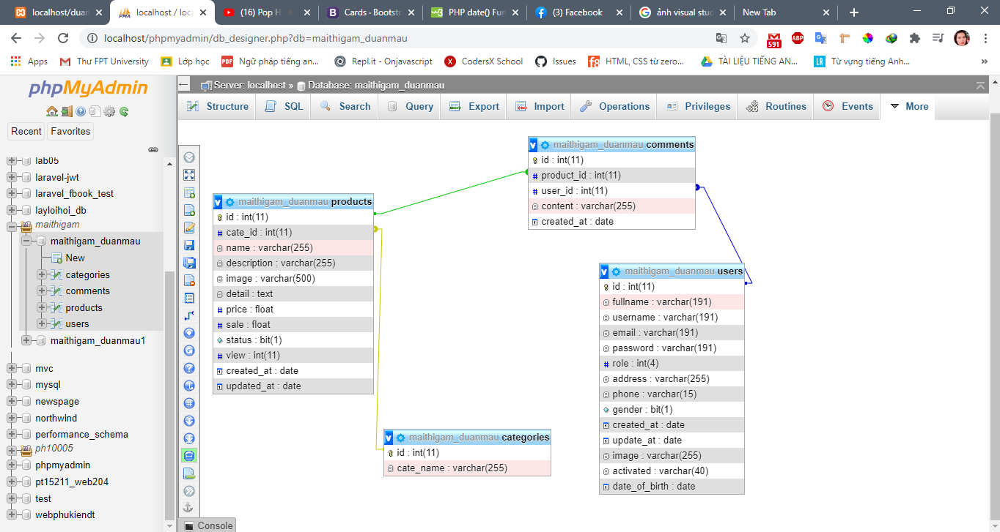 localhost/duan
localhost / loca
(16) Pop H
Cards · Bootstr
PHP date() Fun
(3) Facebook
ảnh visual stud
New Tab
localhost/phpmyadmin/db_designer.php?db=maithigam_duanmau
591
ABP
Apps
Thư FPT University
Lớp học
Ngữ pháp tiếng an...
Repl.it - Onjavascript
CodersX School
Issues
HTML, CSS từ zero...
TÀI LIỆU TIẾNG AN...
Từ vựng tiếng Anh...
phpMyAdmin
Recent
Favorites
lab05
laravel-jwt
laravel_fbook_test
layloihoi_db
maithigam
maithigam_duanmau
New
categories
comments
products
users
maithigam_duanmau1
mvc
mysql
newspage
northwind
performance_schema
ph10005
phpmyadmin
pt15211_web204
test
webphukiendt
Server: localhost » Database: maithigam_duanmau
Structure
SQL
Search
Query
Export
Import
Operations
Privileges
Routines
Events
More
maithigam_duanmau products
id : int(11)
cate_id : int(11)
name : varchar(255)
description : varchar(255)
image : varchar(500)
detail : text
price : float
sale : float
status : bit(1)
view : int(11)
created_at : date
updated_at : date
maithigam_duanmau comments
id : int(11)
product_id : int(11)
user_id : int(11)
content : varchar(255)
created_at : date
maithigam_duanmau users
id : int(11)
fullname : varchar(191)
username : varchar(191)
email : varchar(191)
password : varchar(191)
role : int(4)
address : varchar(255)
phone : varchar(15)
gender : bit(1)
created_at : date
update_at : date
image : varchar(255)
activated : varchar(40)
date_of_birth : date
maithigam_duanmau categories
id : int(11)
cate_name : varchar(255)
Console